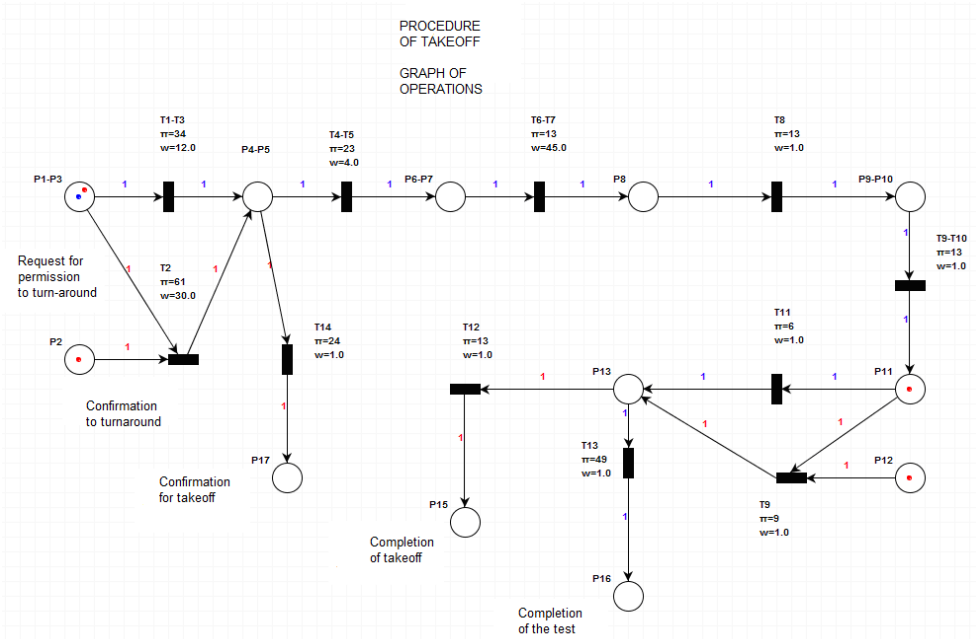 PROCEDURE
OF TAKEOFF
GRAPH OF
OPERATIONS
T1-T3
π=34
w=12.0
P4-P5
T4-T5
π=23
w=4.0
T6-T7
π=13
w=45.0
T8
π=13
w=1.0
P1-P3
1
1
1
1
P6-P7
1
1
P8
1
1
P9-P10
1
T9-T10
π=13
w=1.0
1
Request for
permission
to turn-around
1
T2
π=61
w=30.0
1
1
P2
1
T14
π=24
w=1.0
T12
π=13
w=1.0
T11
π=6
w=1.0
P13
1
1
1
P11
Confirmation
to turnaround
1
1
1
1
1
P17
Confirmation
for takeoff
1
T13
π=49
w=1.0
1
P12
P15
T9
π=9
w=1.0
1
Completion
of takeoff
P16
Completion
of the test